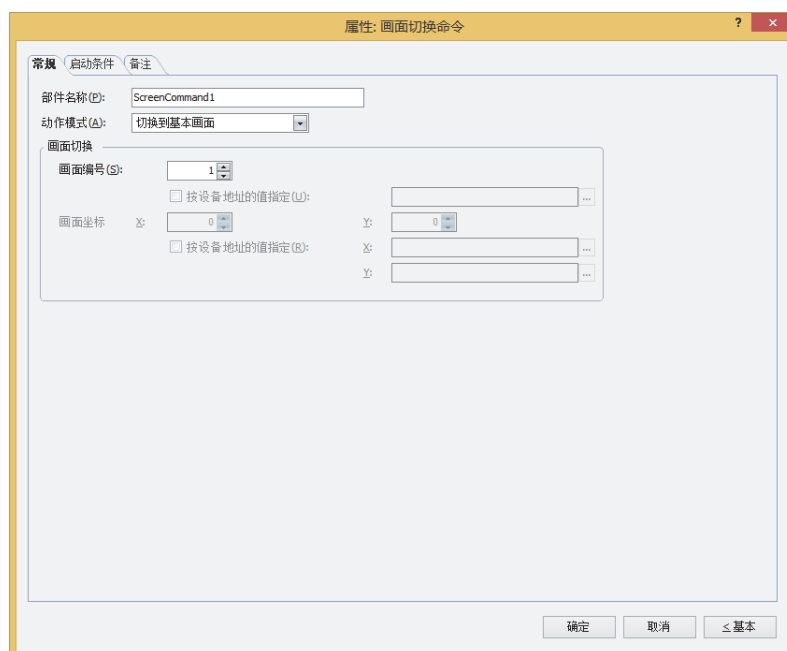 属性: 画面切换命令
? ×
常规 启动条件 备注
部件名称(P): ScreenCommand1
动作模式(A): 切换到基本画面
画面切换
画面编号(S): 1
按设备地址的值指定(U): ...
画面坐标 X: 0 Y: 0
按设备地址的值指定(R): X: ...
Y: ...
确定 取消 ≤基本